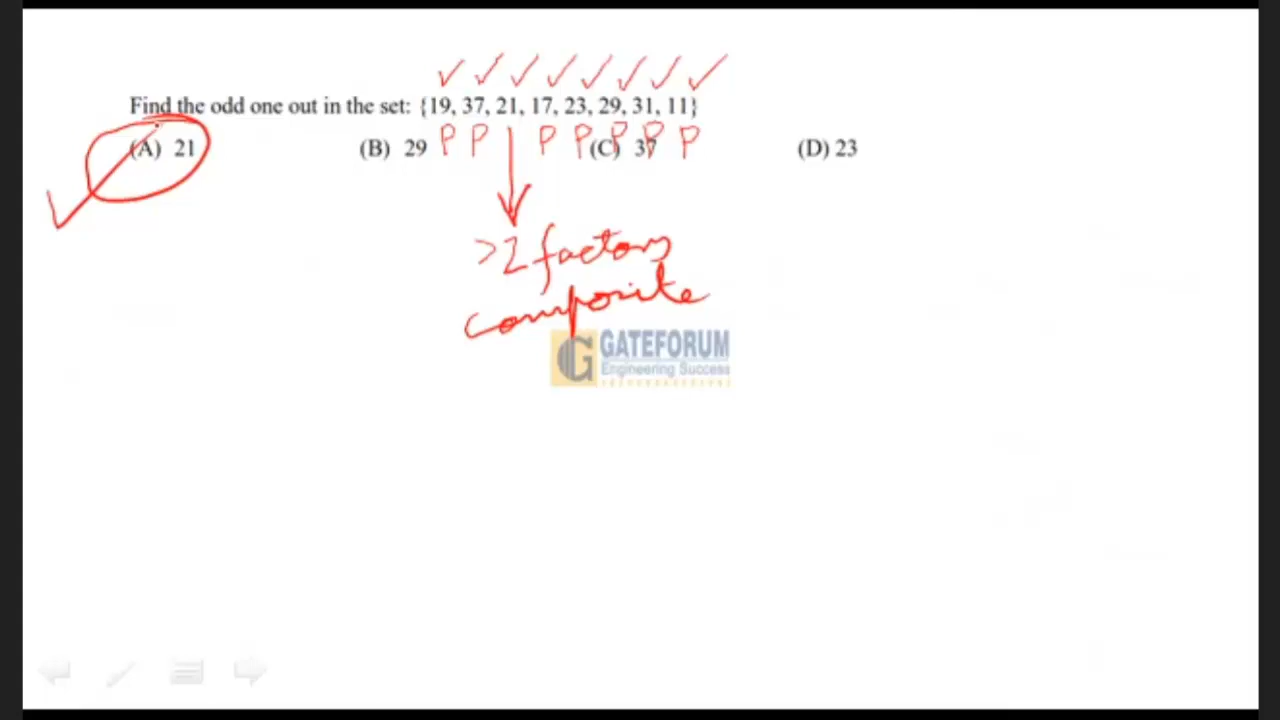 Find the odd one out in the set: {19, 37, 21, 17, 23, 29, 31, 11}
P P P P P P P
(A) 21 (B) 29 (C) 37 (D) 23
>2 factors
composite
GATEFORUM
Engineering Success